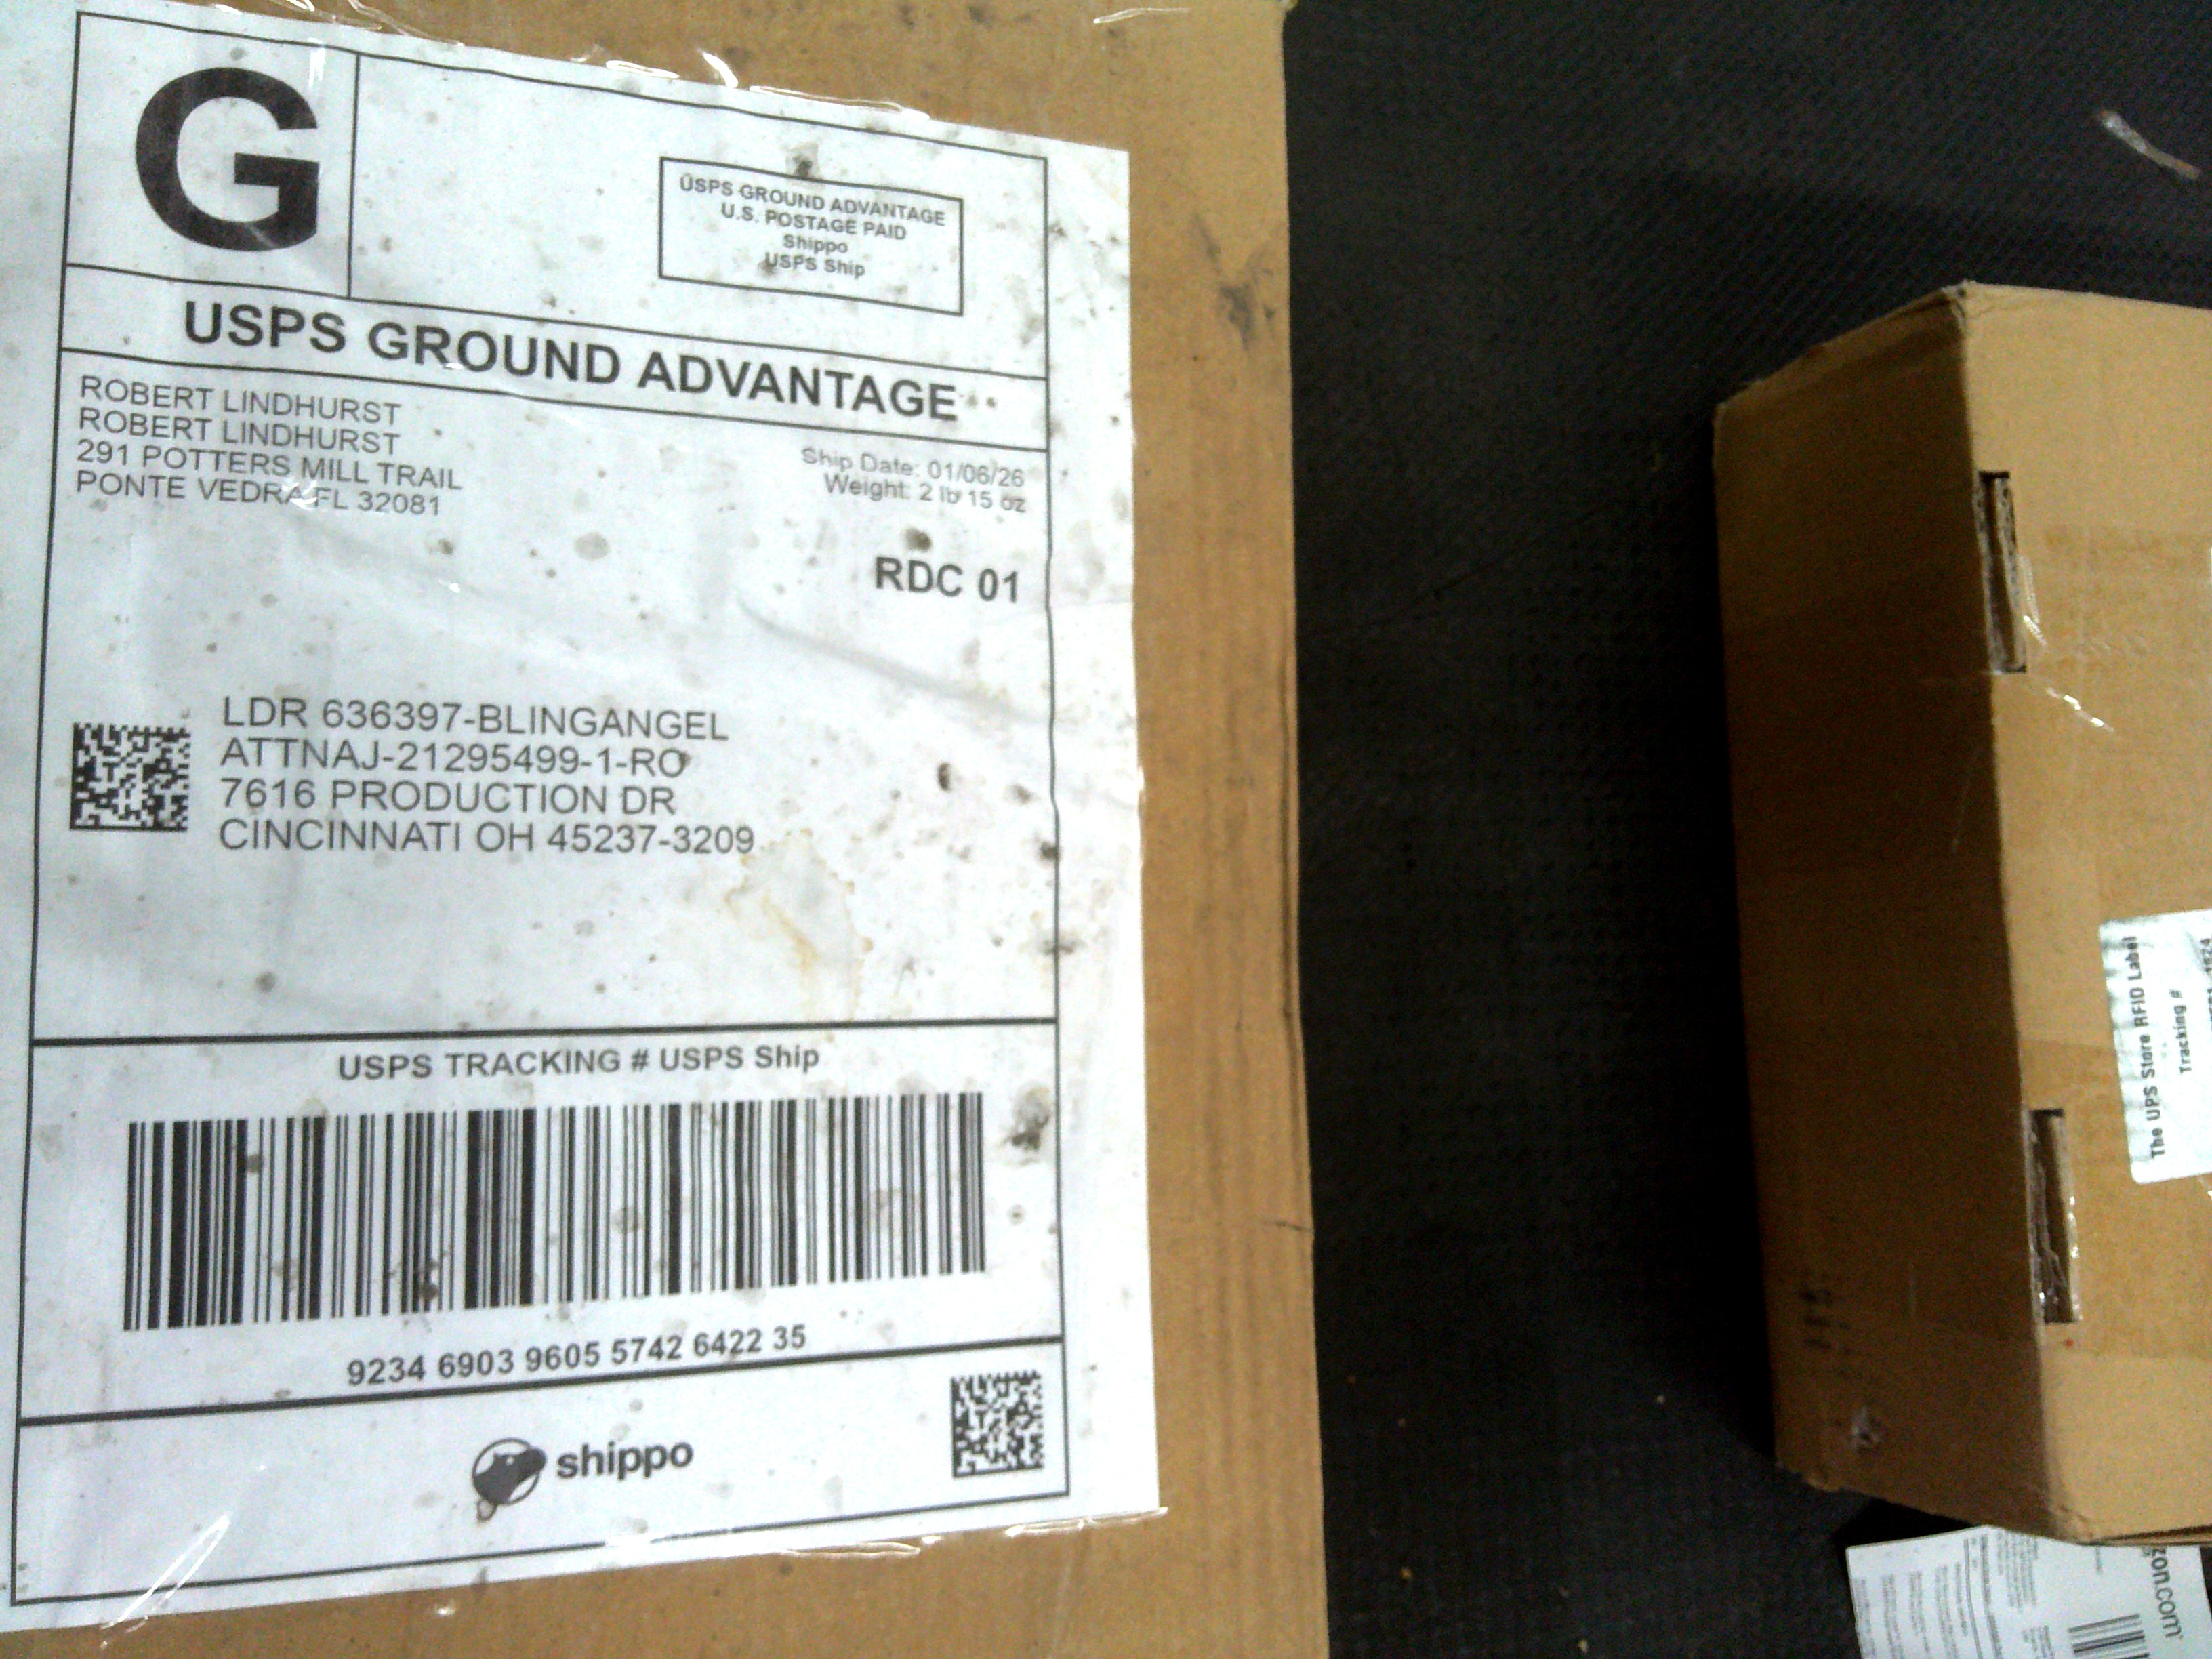 G
USPS GROUND ADVANTAGE
U.S. POSTAGE PAID
Shippo
USPS Ship
USPS GROUND ADVANTAGE
ROBERT LINDHURST
ROBERT LINDHURST
291 POTTERS MILL TRAIL
PONTE VEDRA FL 32081
Ship Date: 01/06/26
Weight: 2 lb 15 oz
RDC 01
LDR 636397-BLINGANGEL
ATTNAJ-21295499-1-RO
7616 PRODUCTION DR
CINCINNATI OH 45237-3209
USPS TRACKING # USPS Ship
9234 6903 9605 5742 6422 35
shippo
The UPS Store RFID Label
Tracking #
zon.com